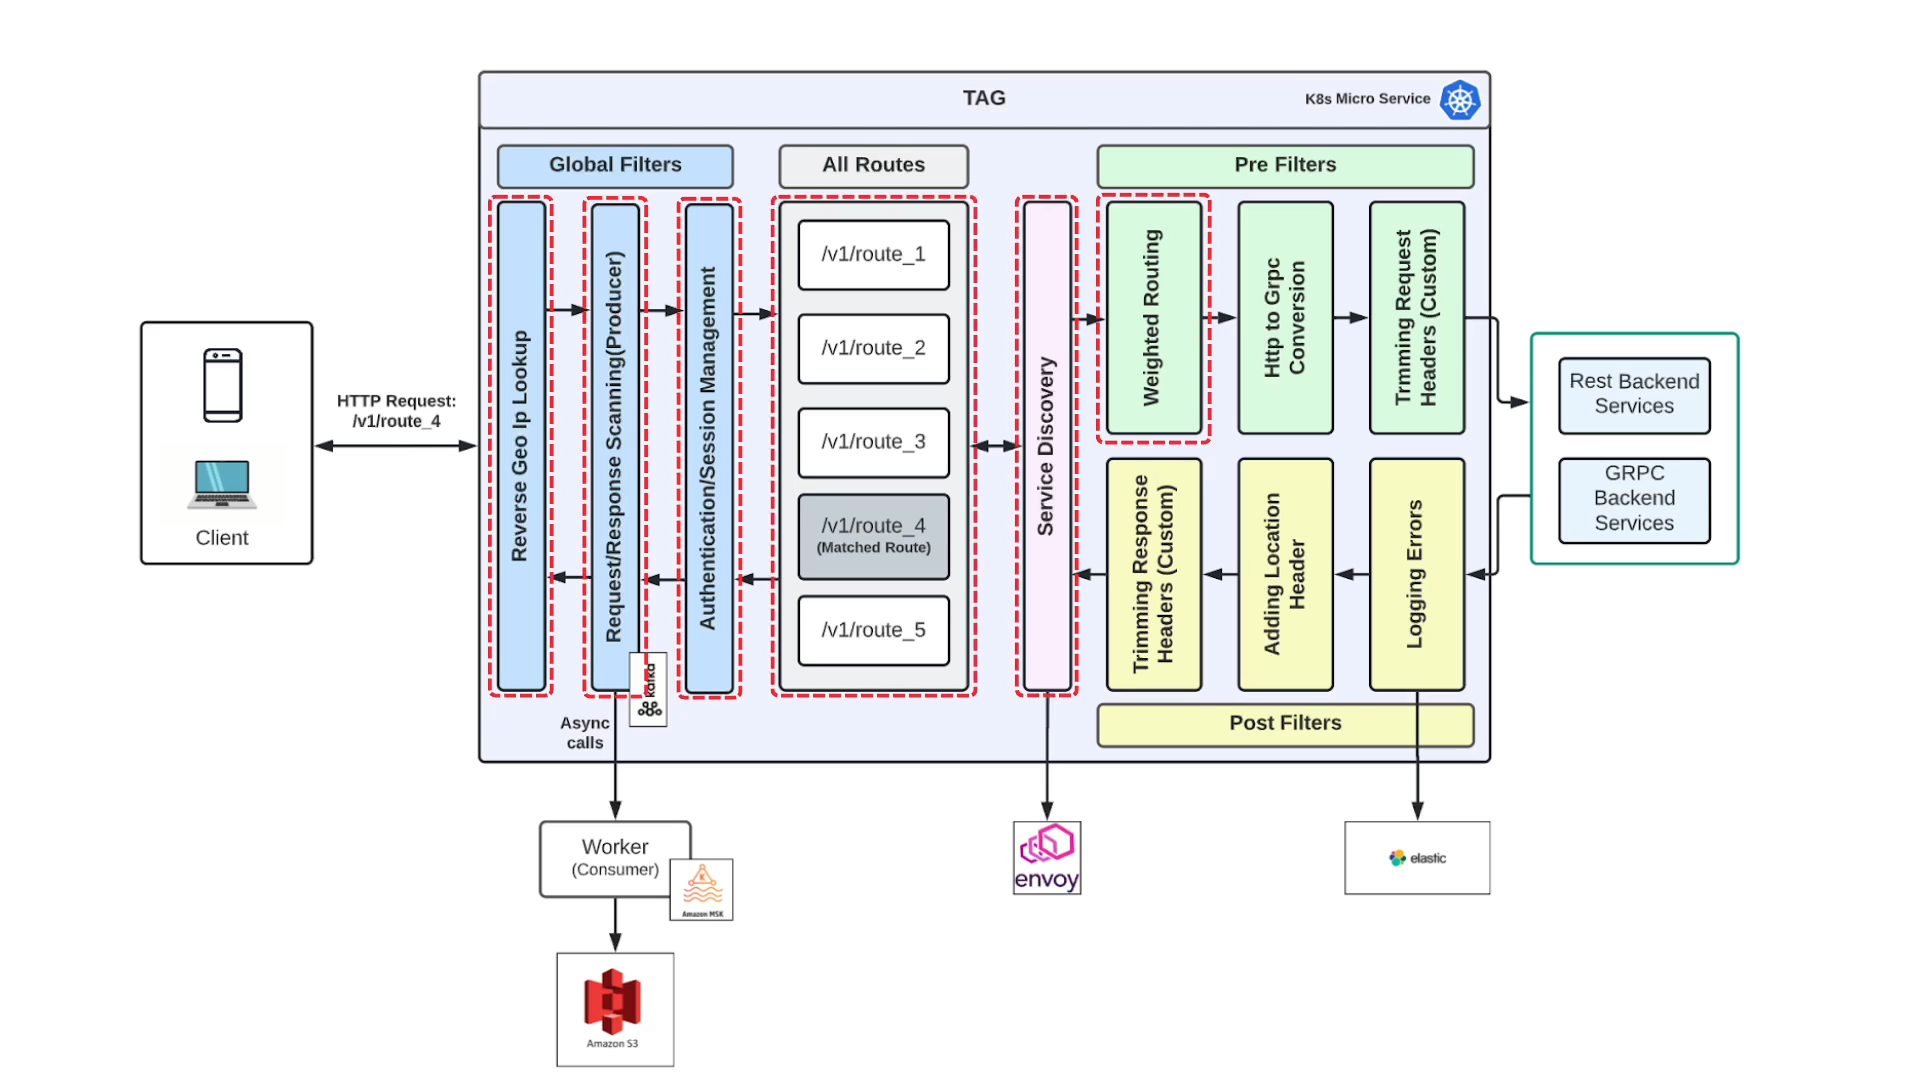 TAG
K8s Micro Service
Global Filters
All Routes
Pre Filters
Reverse Geo Ip Lookup
Request/Response Scanning(Producer)
Authentication/Session Management
/v1/route_1
/v1/route_2
/v1/route_3
/v1/route_4
(Matched Route)
/v1/route_5
Service Discovery
Weighted Routing
Http to Grpc
Conversion
Trmming Request
Headers (Custom)
HTTP Request:
/v1/route_4
Client
Rest Backend
Services
GRPC
Backend
Services
Trimming Response
Headers (Custom)
Adding Location
Header
Logging Errors
Post Filters
kafka
Async
calls
Worker
(Consumer)
Amazon MSK
envoy
elastic
Amazon S3